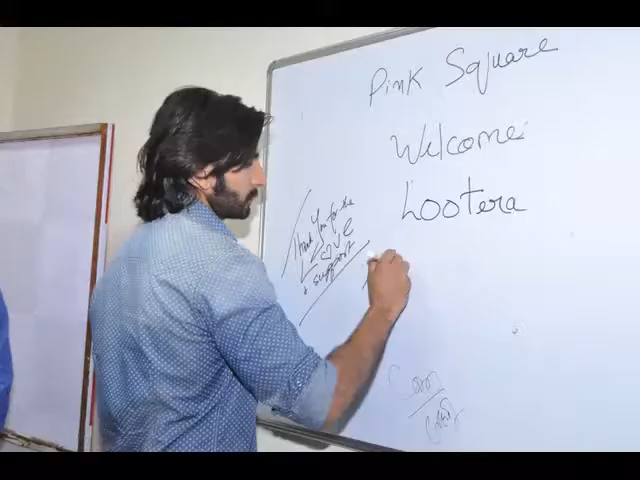 Pink Square
Welcome
Lootera
Thank You for the
Love
+ support